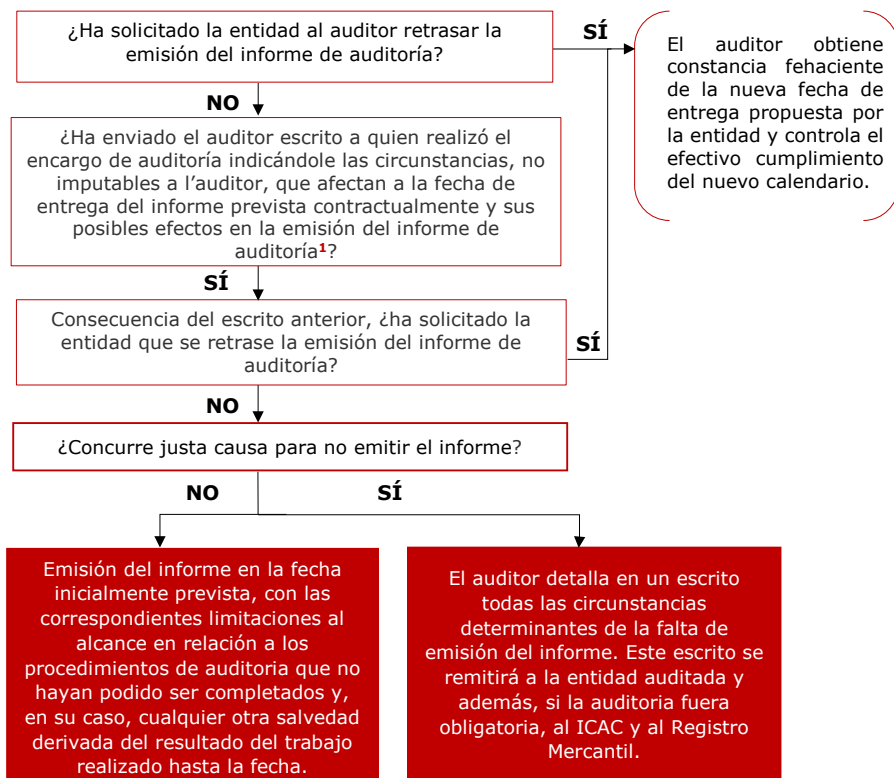 ¿Ha solicitado la entidad al auditor retrasar la
emisión del informe de auditoría?
SÍ
El auditor obtiene
constancia fehaciente
de la nueva fecha de
entrega propuesta por
la entidad y controla el
efectivo cumplimiento
del nuevo calendario.
NO
¿Ha enviado el auditor escrito a quien realizó el
encargo de auditoría indicándole las circunstancias, no
imputables a l’auditor, que afectan a la fecha de
entrega del informe prevista contractualmente y sus
posibles efectos en la emisión del informe de
auditoría¹?
SÍ
Consecuencia del escrito anterior, ¿ha solicitado la
entidad que se retrase la emisión del informe de
auditoría?
SÍ
NO
¿Concurre justa causa para no emitir el informe?
NO
SÍ
Emisión del informe en la fecha
inicialmente prevista, con las
correspondientes limitaciones al
alcance en relación a los
procedimientos de auditoria que no
hayan podido ser completados y,
en su caso, cualquier otra salvedad
derivada del resultado del trabajo
realizado hasta la fecha.
El auditor detalla en un escrito
todas las circunstancias
determinantes de la falta de
emisión del informe. Este escrito se
remitirá a la entidad auditada y
además, si la auditoria fuera
obligatoria, al ICAC y al Registro
Mercantil.